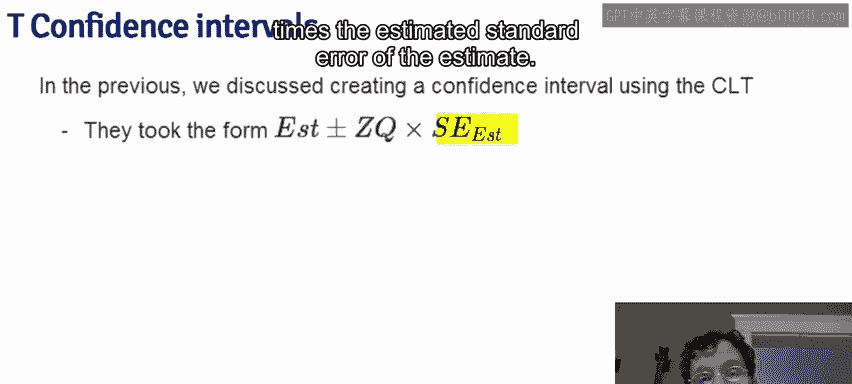 T Confidence intervals
times the estimated standard
error of the estimate.
In the previous, we discussed creating a confidence interval using the CLT
- They took the form Est ± ZQ × SE_Est
GPT中英字幕课程资源@bilibili.com